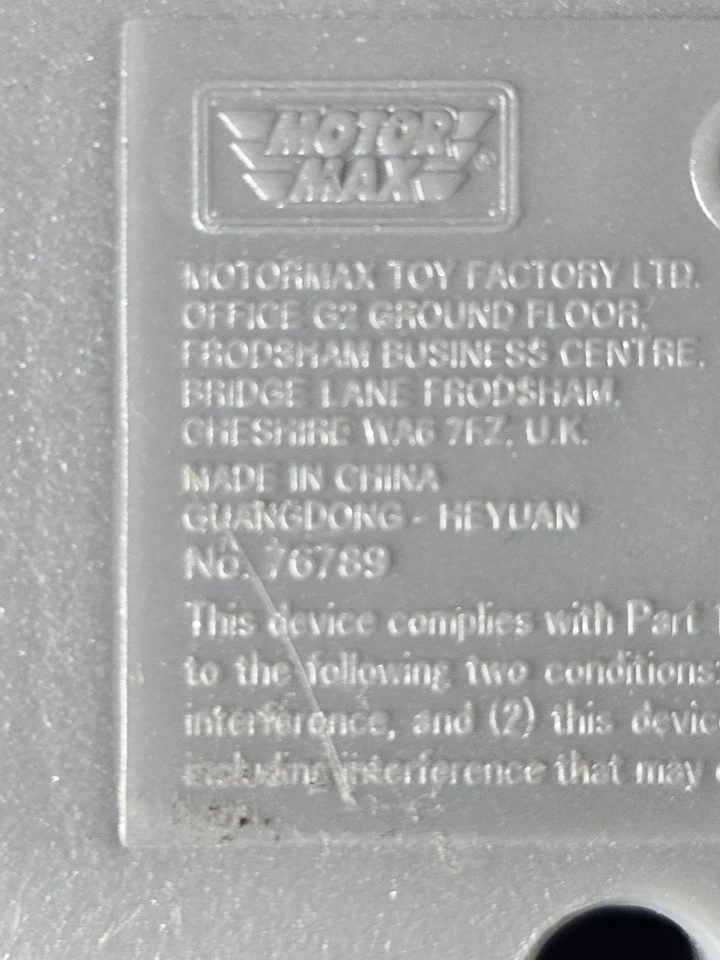 MOTOR
MAX®
MOTORMAX TOY FACTORY LTD.
OFFICE G2 GROUND FLOOR,
FRODSHAM BUSINESS CENTRE,
BRIDGE LANE FRODSHAM,
CHESHIRE WA6 7FZ, U.K.
MADE IN CHINA
GUANGDONG - HEYUAN
No. 76789
This device complies with Part
to the following two conditions:
interference, and (2) this devic
including interference that may